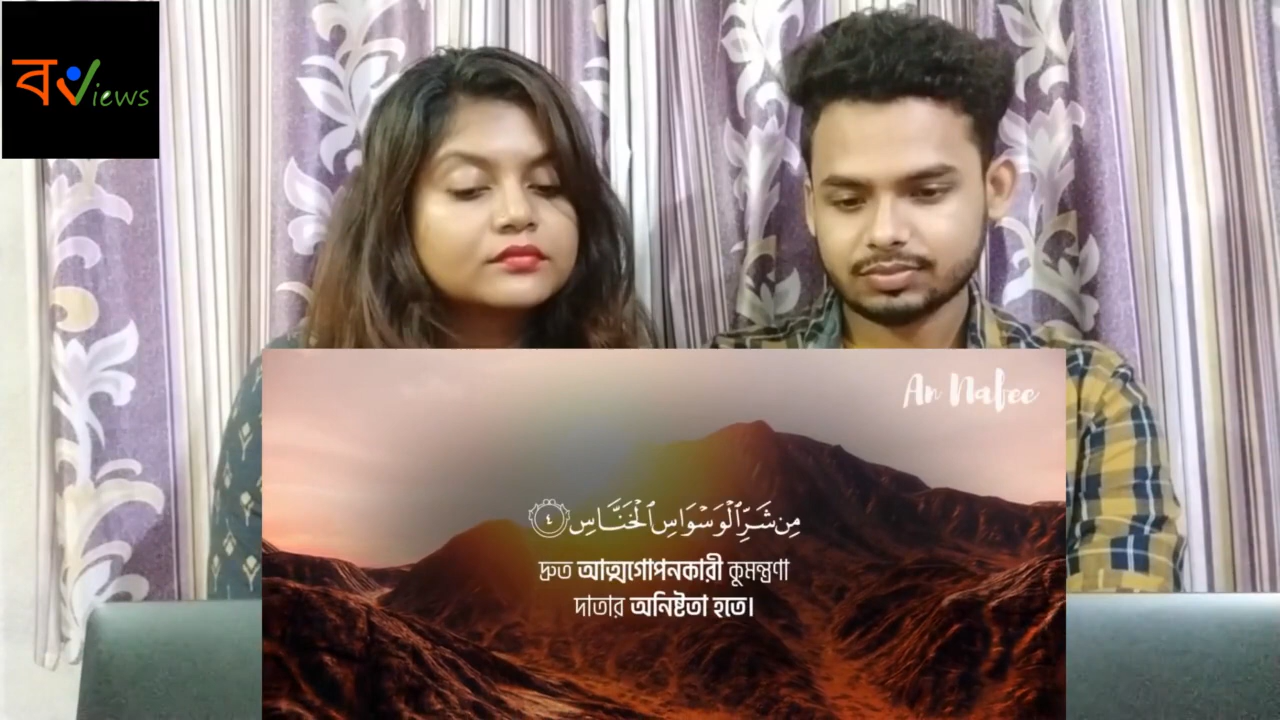 বViews
An Nafee
مِن شَرِّ ٱلْوَسْوَاسِ ٱلْخَنَّاسِ ٤
দ্রুত আত্মগোপনকারী কুমন্ত্রণা
দাতার অনিষ্টতা হতে।